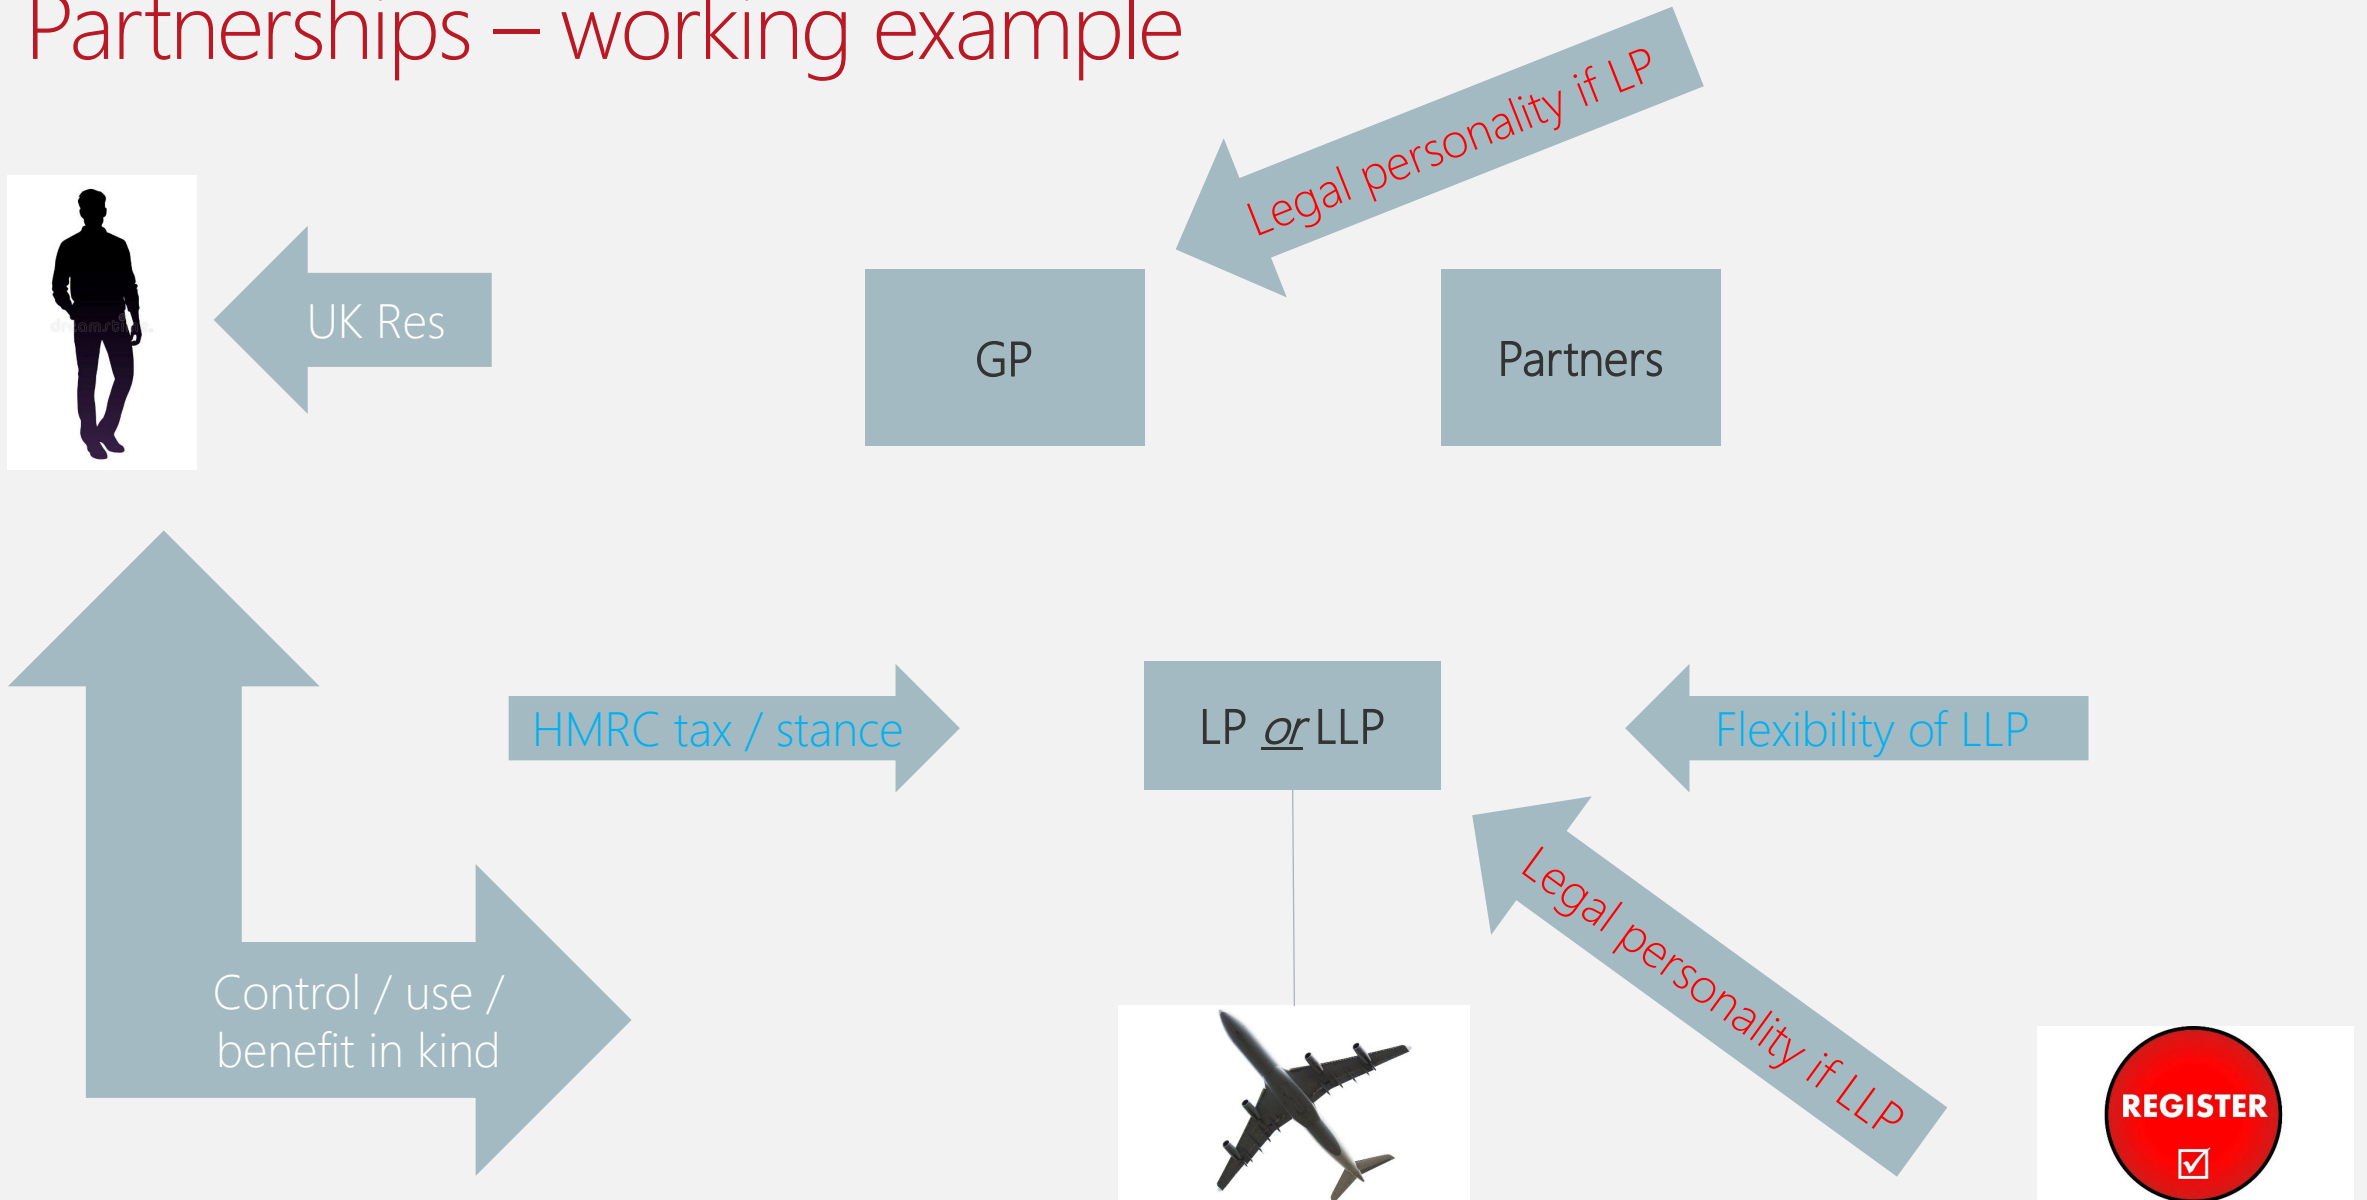 Partnerships – working example
Legal personality if LP
UK Res
GP
Partners
HMRC tax / stance
LP or LLP
Flexibility of LLP
Legal personality if LLP
Control / use /
benefit in kind
REGISTER